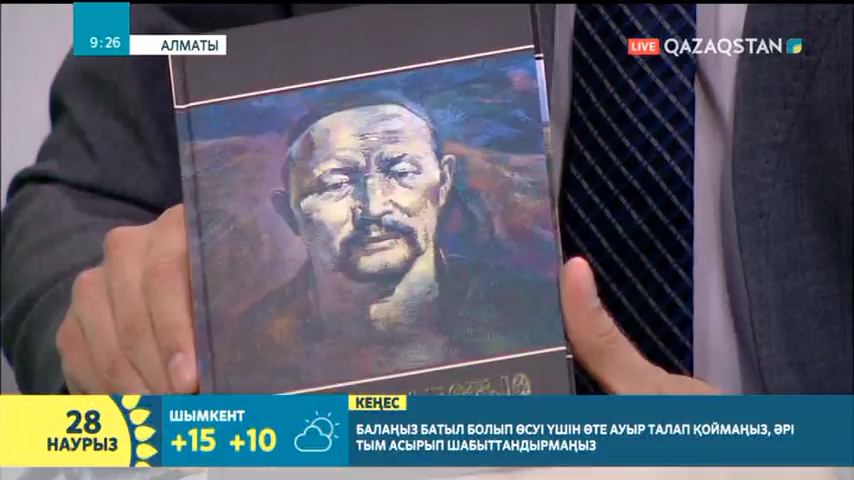 9:26
АЛМАТЫ
LIVE QAZAQSTAN
28
НАУРЫЗ
ШЫМКЕНТ
+15 +10
КЕҢЕС
БАЛАҢЫЗ БАТЫЛ БОЛЫП ӨСУІ ҮШІН ӨТЕ АУЫР ТАЛАП ҚОЙМАҢЫЗ, ӘРІ
ТЫМ АСЫРЫП ШАБЫТТАНДЫРМАҢЫЗ